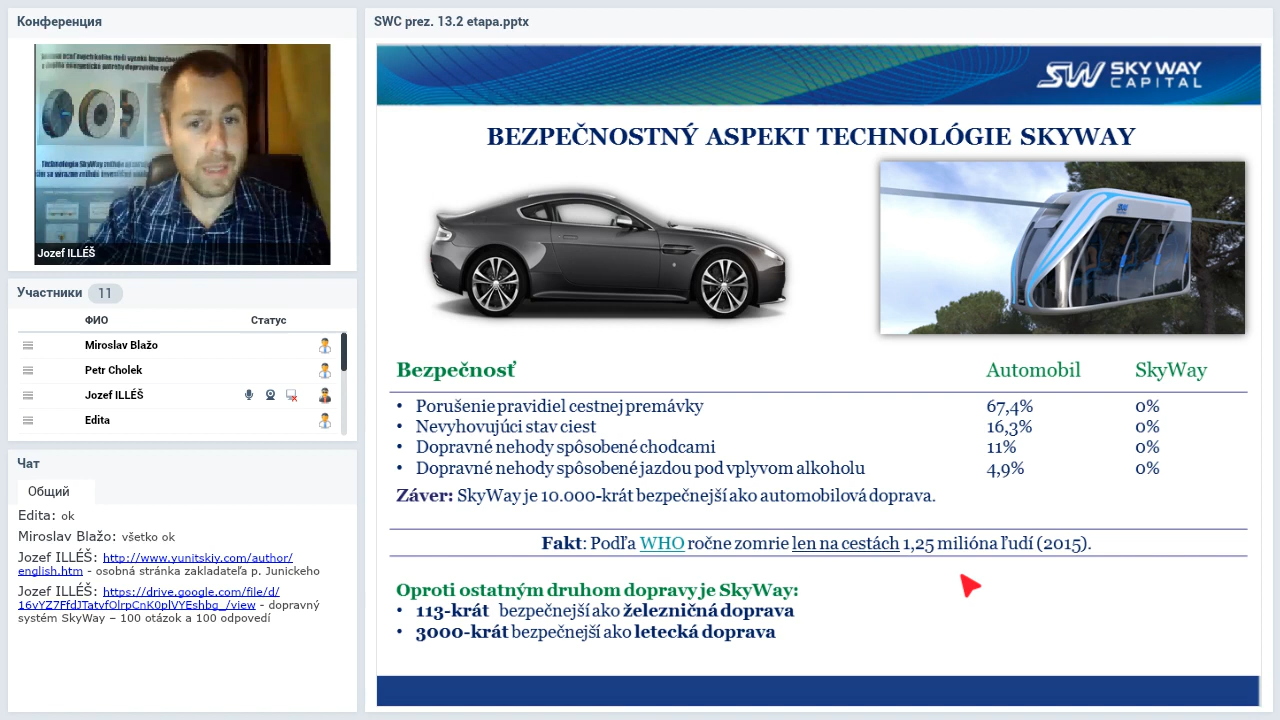 Конференция
Jozef ILLÉŠ
Участники 11
ФИО Статус
Miroslav Blažo
Petr Cholek
Jozef ILLÉŠ
Edita
Чат
Общий
Edita: ok
Miroslav Blažo: všetko ok
Jozef ILLÉŠ: http://www.yunitskiy.com/author/
english.htm - osobná stránka zakladateľa p. Junickeho
Jozef ILLÉŠ: https://drive.google.com/file/d/
16vYZ7FfdJTatvfOlrpCnK0plVYEshbg_/view - dopravný
systém SkyWay – 100 otázok a 100 odpovedí
SWC prez. 13.2 etapa.pptx
SW SKY WAY
CAPITAL
BEZPEČNOSTNÝ ASPEKT TECHNOLÓGIE SKYWAY
Bezpečnosť Automobil SkyWay
• Porušenie pravidiel cestnej premávky 67,4% 0%
• Nevyhovujúci stav ciest 16,3% 0%
• Dopravné nehody spôsobené chodcami 11% 0%
• Dopravné nehody spôsobené jazdou pod vplyvom alkoholu 4,9% 0%
Záver: SkyWay je 10.000-krát bezpečnejší ako automobilová doprava.
Fakt: Podľa WHO ročne zomrie len na cestách 1,25 milióna ľudí (2015).
Oproti ostatným druhom dopravy je SkyWay:
• 113-krát bezpečnejší ako železničná doprava
• 3000-krát bezpečnejší ako letecká doprava